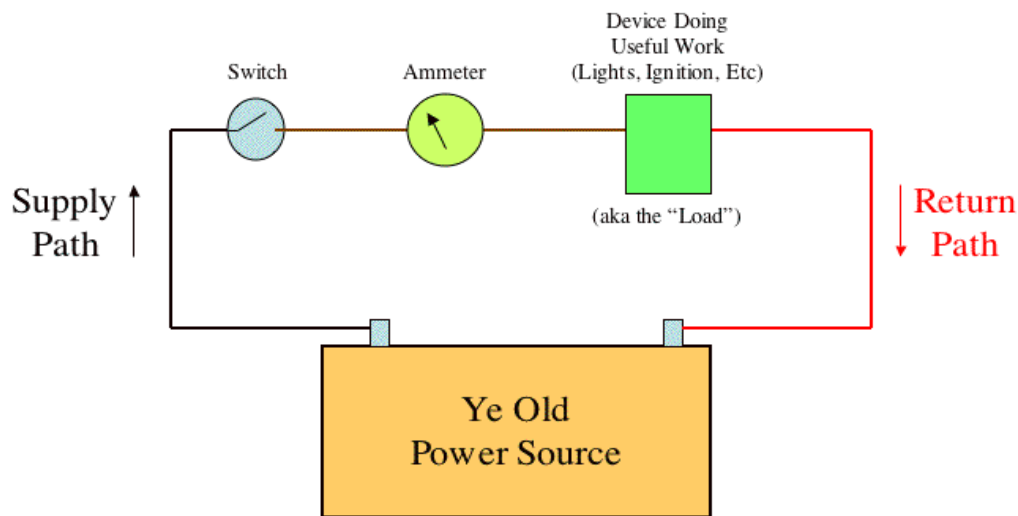 Device Doing
Useful Work
(Lights, Ignition, Etc)
Switch
Ammeter
(aka the “Load”)
Supply
Path
Return
Path
Ye Old
Power Source